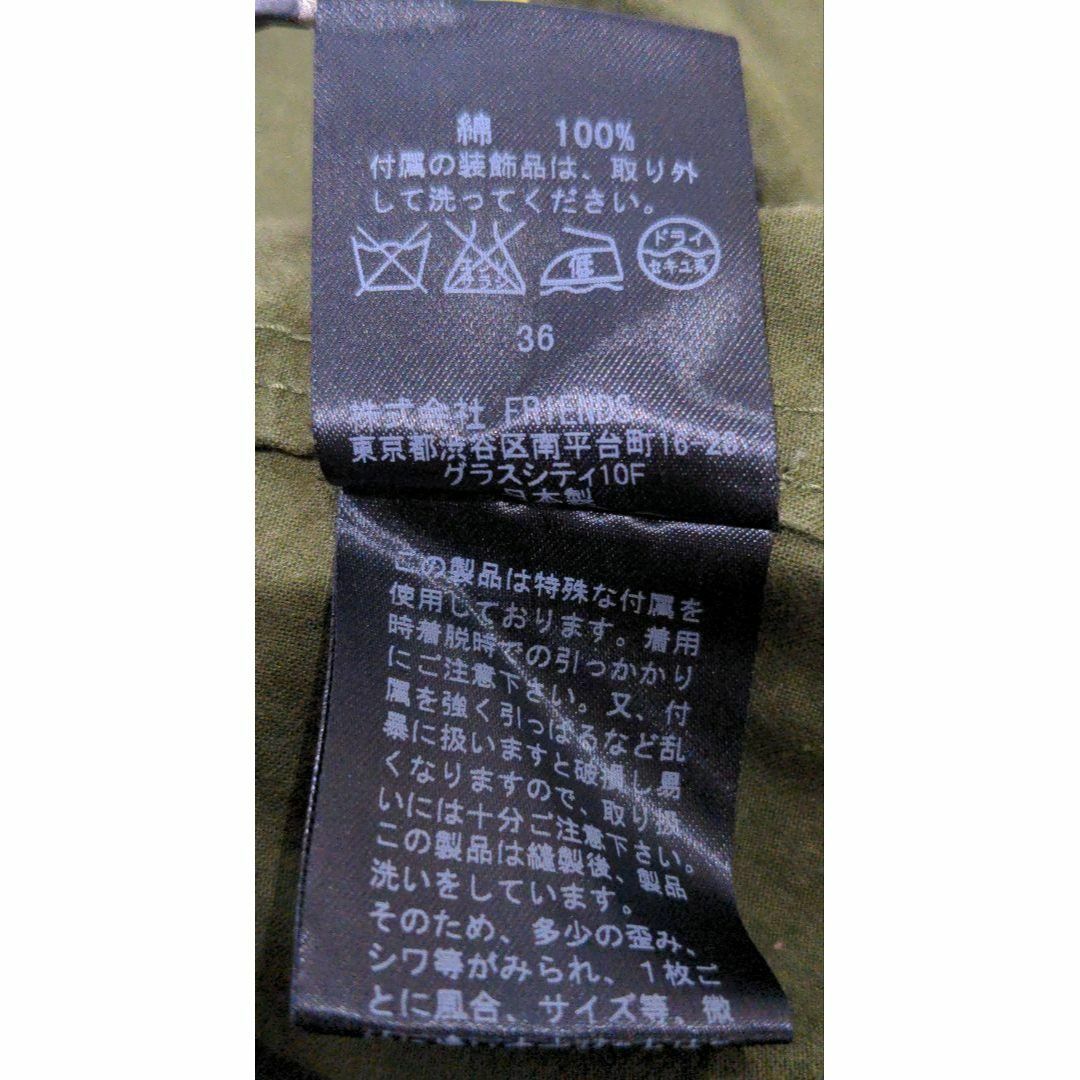 綿 100%
付属の装飾品は、取り外
して洗ってください。
低
ドライ
セキユ系
36
株式会社 FRIENDS
東京都渋谷区南平台町16-28
グラスシティ10F
日本製
この製品は特殊な付属を
使用しております。着用
時着脱時での引っかかり
にご注意下さい。又、付
属を強く引っぱるなど乱
暴に扱いますと破損し易
くなりますので、取り扱
いには十分ご注意下さい。
この製品は縫製後、製品
洗いをしています。
そのため、多少の歪み、
シワ等がみられ、1枚ご
とに風合、サイズ等、微